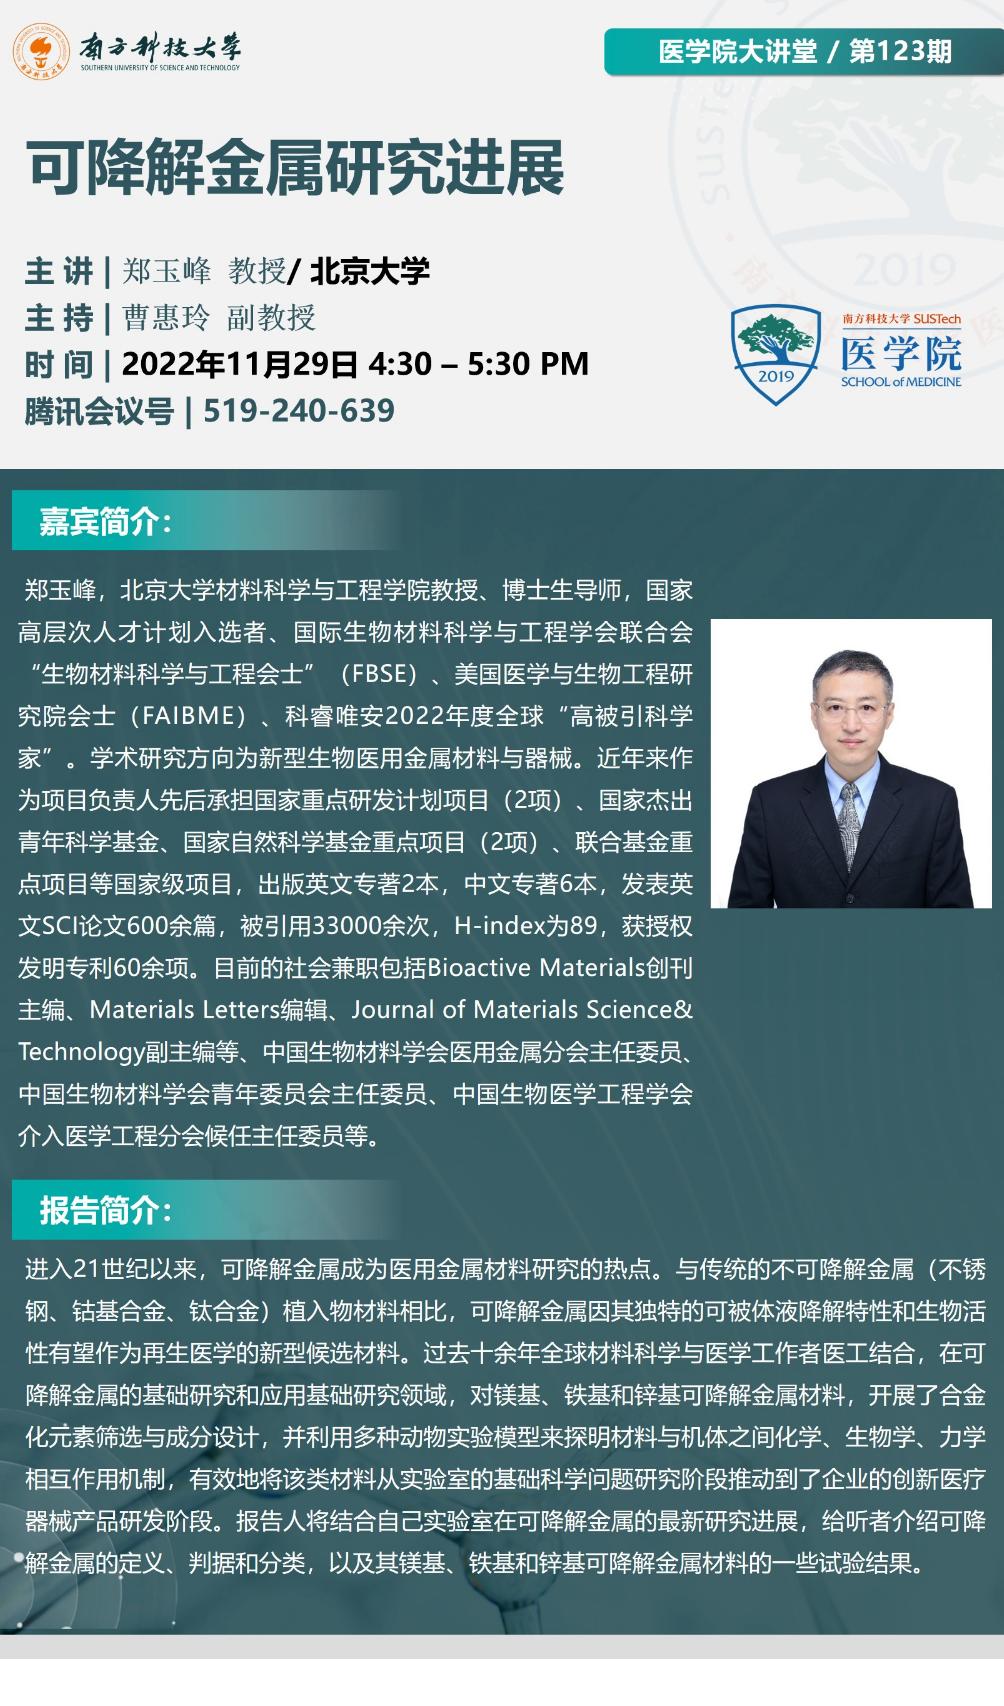 南方科技大学
SOUTHERN UNIVERSITY OF SCIENCE AND TECHNOLOGY
医学院大讲堂 / 第123期
可降解金属研究进展
主 讲 | 郑玉峰 教授/ 北京大学
主 持 | 曹惠玲 副教授
时 间 | 2022年11月29日 4:30 – 5:30 PM
腾讯会议号 | 519-240-639
SUSTech
2019
2019
南方科技大学 SUSTech
医学院
SCHOOL of MEDICINE
嘉宾简介：
郑玉峰，北京大学材料科学与工程学院教授、博士生导师，国家
高层次人才计划入选者、国际生物材料科学与工程学会联合会
“生物材料科学与工程会士”（FBSE）、美国医学与生物工程研
究院会士（FAIBME）、科睿唯安2022年度全球“高被引科学
家”。学术研究方向为新型生物医用金属材料与器械。近年来作
为项目负责人先后承担国家重点研发计划项目（2项）、国家杰出
青年科学基金、国家自然科学基金重点项目（2项）、联合基金重
点项目等国家级项目，出版英文专著2本，中文专著6本，发表英
文SCI论文600余篇，被引用33000余次，H-index为89，获授权
发明专利60余项。目前的社会兼职包括Bioactive Materials创刊
主编、Materials Letters编辑、Journal of Materials Science&
Technology副主编等、中国生物材料学会医用金属分会主任委员、
中国生物材料学会青年委员会主任委员、中国生物医学工程学会
介入医学工程分会候任主任委员等。
报告简介：
进入21世纪以来，可降解金属成为医用金属材料研究的热点。与传统的不可降解金属（不锈
钢、钴基合金、钛合金）植入物材料相比，可降解金属因其独特的可被体液降解特性和生物活
性有望作为再生医学的新型候选材料。过去十余年全球材料科学与医学工作者医工结合，在可
降解金属的基础研究和应用基础研究领域，对镁基、铁基和锌基可降解金属材料，开展了合金
化元素筛选与成分设计，并利用多种动物实验模型来探明材料与机体之间化学、生物学、力学
相互作用机制，有效地将该类材料从实验室的基础科学问题研究阶段推动到了企业的创新医疗
器械产品研发阶段。报告人将结合自己实验室在可降解金属的最新研究进展，给听者介绍可降
解金属的定义、判据和分类，以及其镁基、铁基和锌基可降解金属材料的一些试验结果。